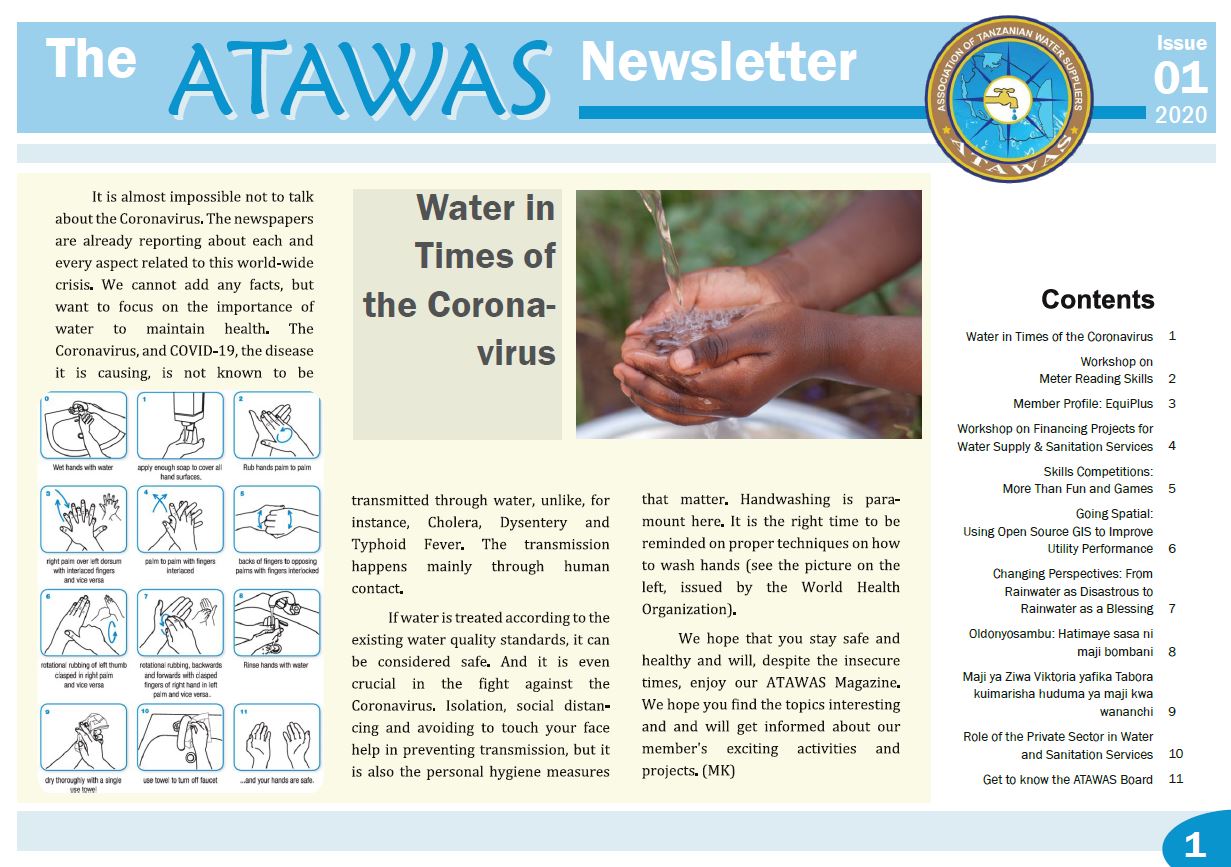 The ATAWAS Newsletter
ASSOCIATION OF TANZANIAN WATER SUPPLIERS
ATAWAS
Issue
01
2020
It is almost impossible not to talk
about the Coronavirus. The newspapers
are already reporting about each and
every aspect related to this world-wide
crisis. We cannot add any facts, but
want to focus on the importance of
water to maintain health. The
Coronavirus, and COVID-19, the disease
it is causing, is not known to be
0
Wet hands with water
1
apply enough soap to cover all
hand surfaces.
2
Rub hands palm to palm
3
right palm over left dorsum
with interlaced fingers
and vice versa
4
palm to palm with fingers
interlaced
5
backs of fingers to opposing
palms with fingers interlocked
6
rotational rubbing of left thumb
clasped in right palm
and vice versa
7
rotational rubbing, backwards
and forwards with clasped
fingers of right hand in left
palm and vice versa.
8
Rinse hands with water
9
dry thoroughly with a single
use towel
10
use towel to turn off faucet
11
...and your hands are safe.
Water in
Times of
the Corona-
virus
transmitted through water, unlike, for
instance, Cholera, Dysentery and
Typhoid Fever. The transmission
happens mainly through human
contact.
If water is treated according to the
existing water quality standards, it can
be considered safe. And it is even
crucial in the fight against the
Coronavirus. Isolation, social distan-
cing and avoiding to touch your face
help in preventing transmission, but it
is also the personal hygiene measures
that matter. Handwashing is para-
mount here. It is the right time to be
reminded on proper techniques on how
to wash hands (see the picture on the
left, issued by the World Health
Organization).
We hope that you stay safe and
healthy and will, despite the insecure
times, enjoy our ATAWAS Magazine.
We hope you find the topics interesting
and and will get informed about our
member's exciting activities and
projects. (MK)
Contents
Water in Times of the Coronavirus 1
Workshop on
Meter Reading Skills 2
Member Profile: EquiPlus 3
Workshop on Financing Projects for
Water Supply & Sanitation Services 4
Skills Competitions:
More Than Fun and Games 5
Going Spatial:
Using Open Source GIS to Improve
Utility Performance 6
Changing Perspectives: From
Rainwater as Disastrous to
Rainwater as a Blessing 7
Oldonyosambu: Hatimaye sasa ni
maji bombani 8
Maji ya Ziwa Viktoria yafika Tabora
kuimarisha huduma ya maji kwa
wananchi 9
Role of the Private Sector in Water
and Sanitation Services 10
Get to know the ATAWAS Board 11
1